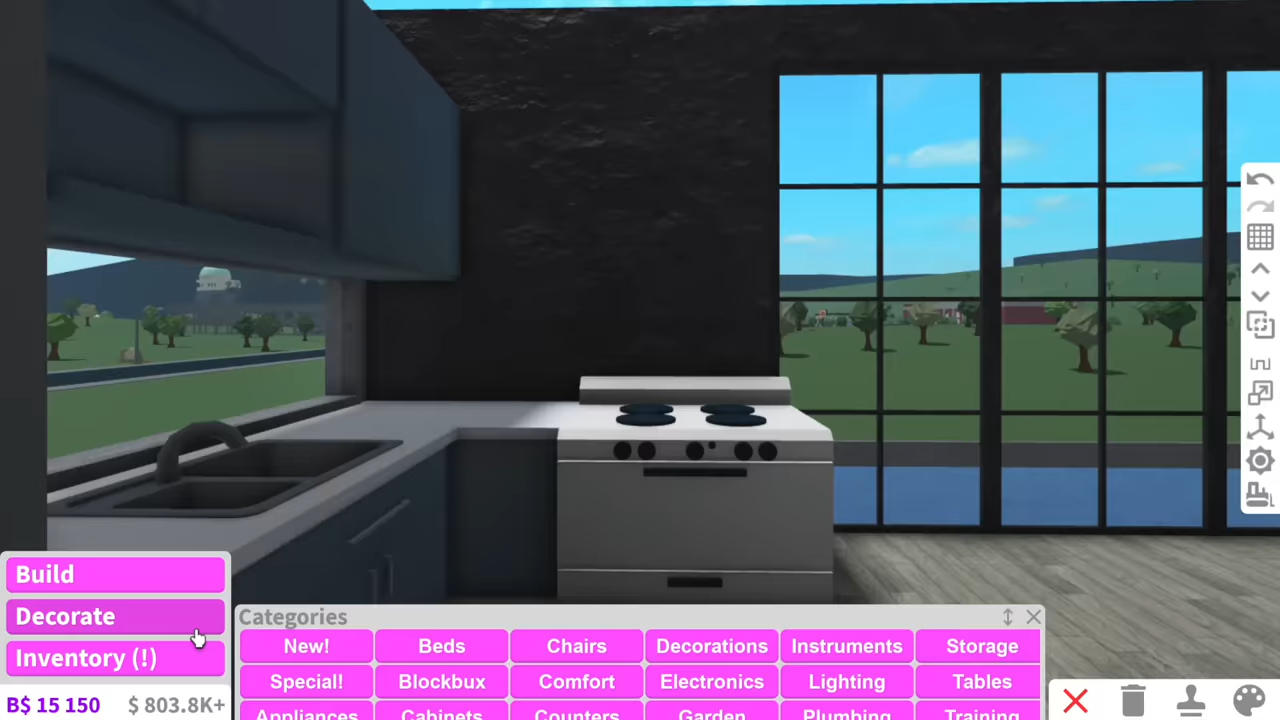 Build
Decorate
Inventory (!)
B$ 15 150 $ 803.8K+
Categories
New! Beds Chairs Decorations Instruments Storage
Special! Blockbux Comfort Electronics Lighting Tables
Appliances Cabinets Counters Garden Plumbing Training